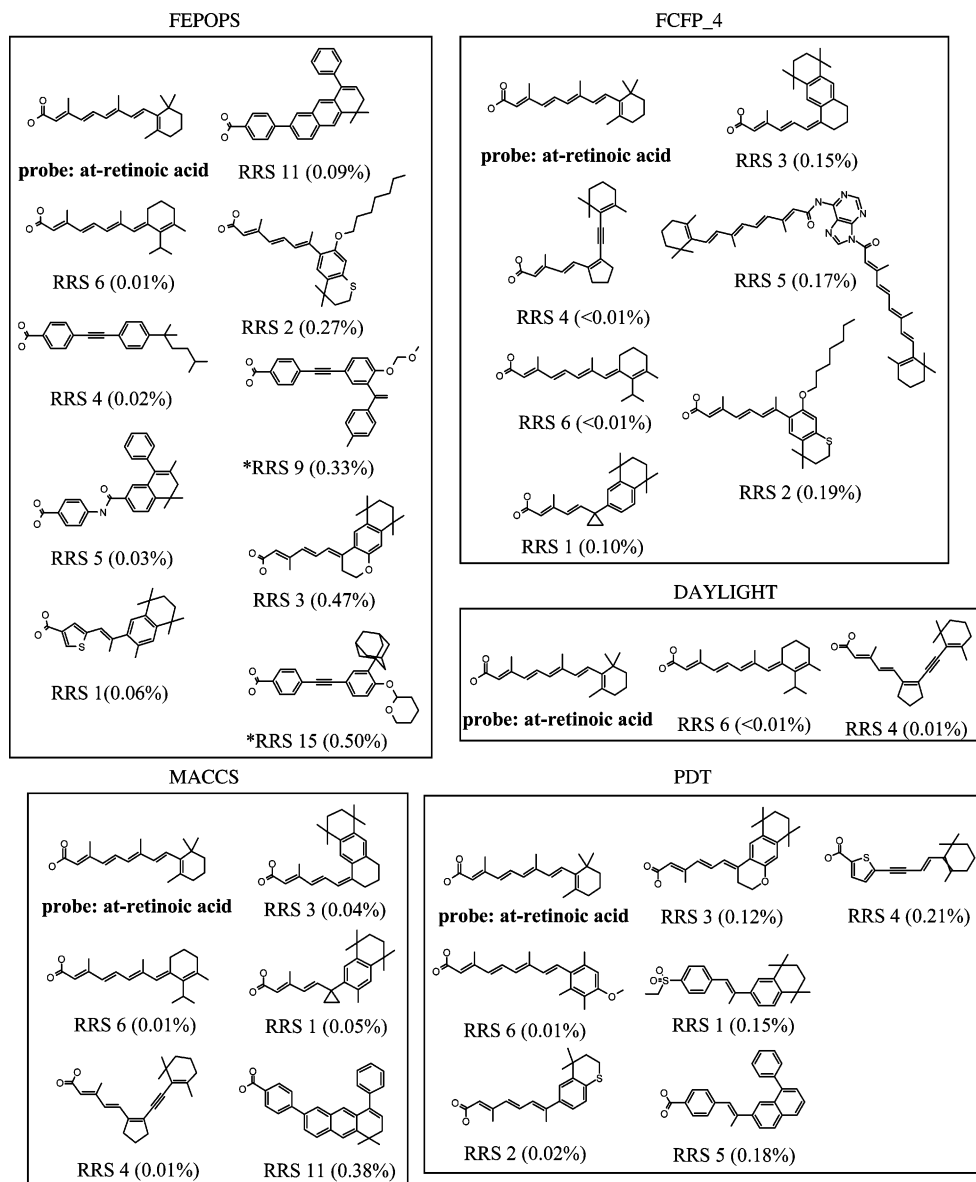 FEPOPS
probe: at-retinoic acid
RRS 11 (0.09%)
RRS 6 (0.01%)
RRS 2 (0.27%)
RRS 4 (0.02%)
*RRS 9 (0.33%)
RRS 5 (0.03%)
RRS 3 (0.47%)
RRS 1(0.06%)
*RRS 15 (0.50%)
FCFP_4
probe: at-retinoic acid
RRS 3 (0.15%)
RRS 4 (<0.01%)
RRS 5 (0.17%)
RRS 6 (<0.01%)
RRS 2 (0.19%)
RRS 1 (0.10%)
DAYLIGHT
probe: at-retinoic acid
RRS 6 (<0.01%)
RRS 4 (0.01%)
MACCS
probe: at-retinoic acid
RRS 3 (0.04%)
RRS 6 (0.01%)
RRS 1 (0.05%)
RRS 4 (0.01%)
RRS 11 (0.38%)
PDT
probe: at-retinoic acid
RRS 3 (0.12%)
RRS 4 (0.21%)
RRS 6 (0.01%)
RRS 1 (0.15%)
RRS 2 (0.02%)
RRS 5 (0.18%)